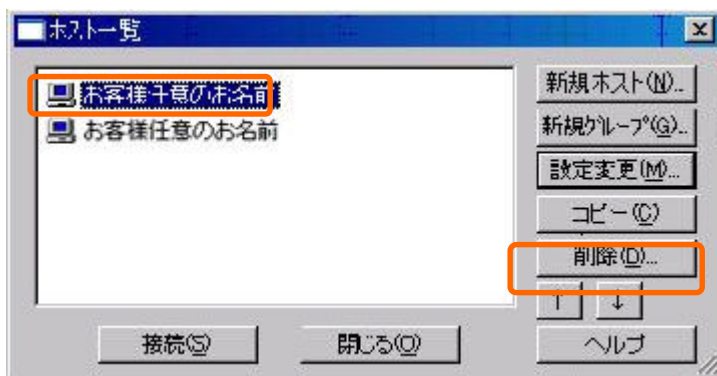 ホスト一覧
お客様任意のお名前
お客様任意のお名前
新規ホスト(N)...
新規グループ(G)..
設定変更(M)...
コピー(C)
削除(D)...
↑ ↓
接続(S)
閉じる(O)
ヘルプ